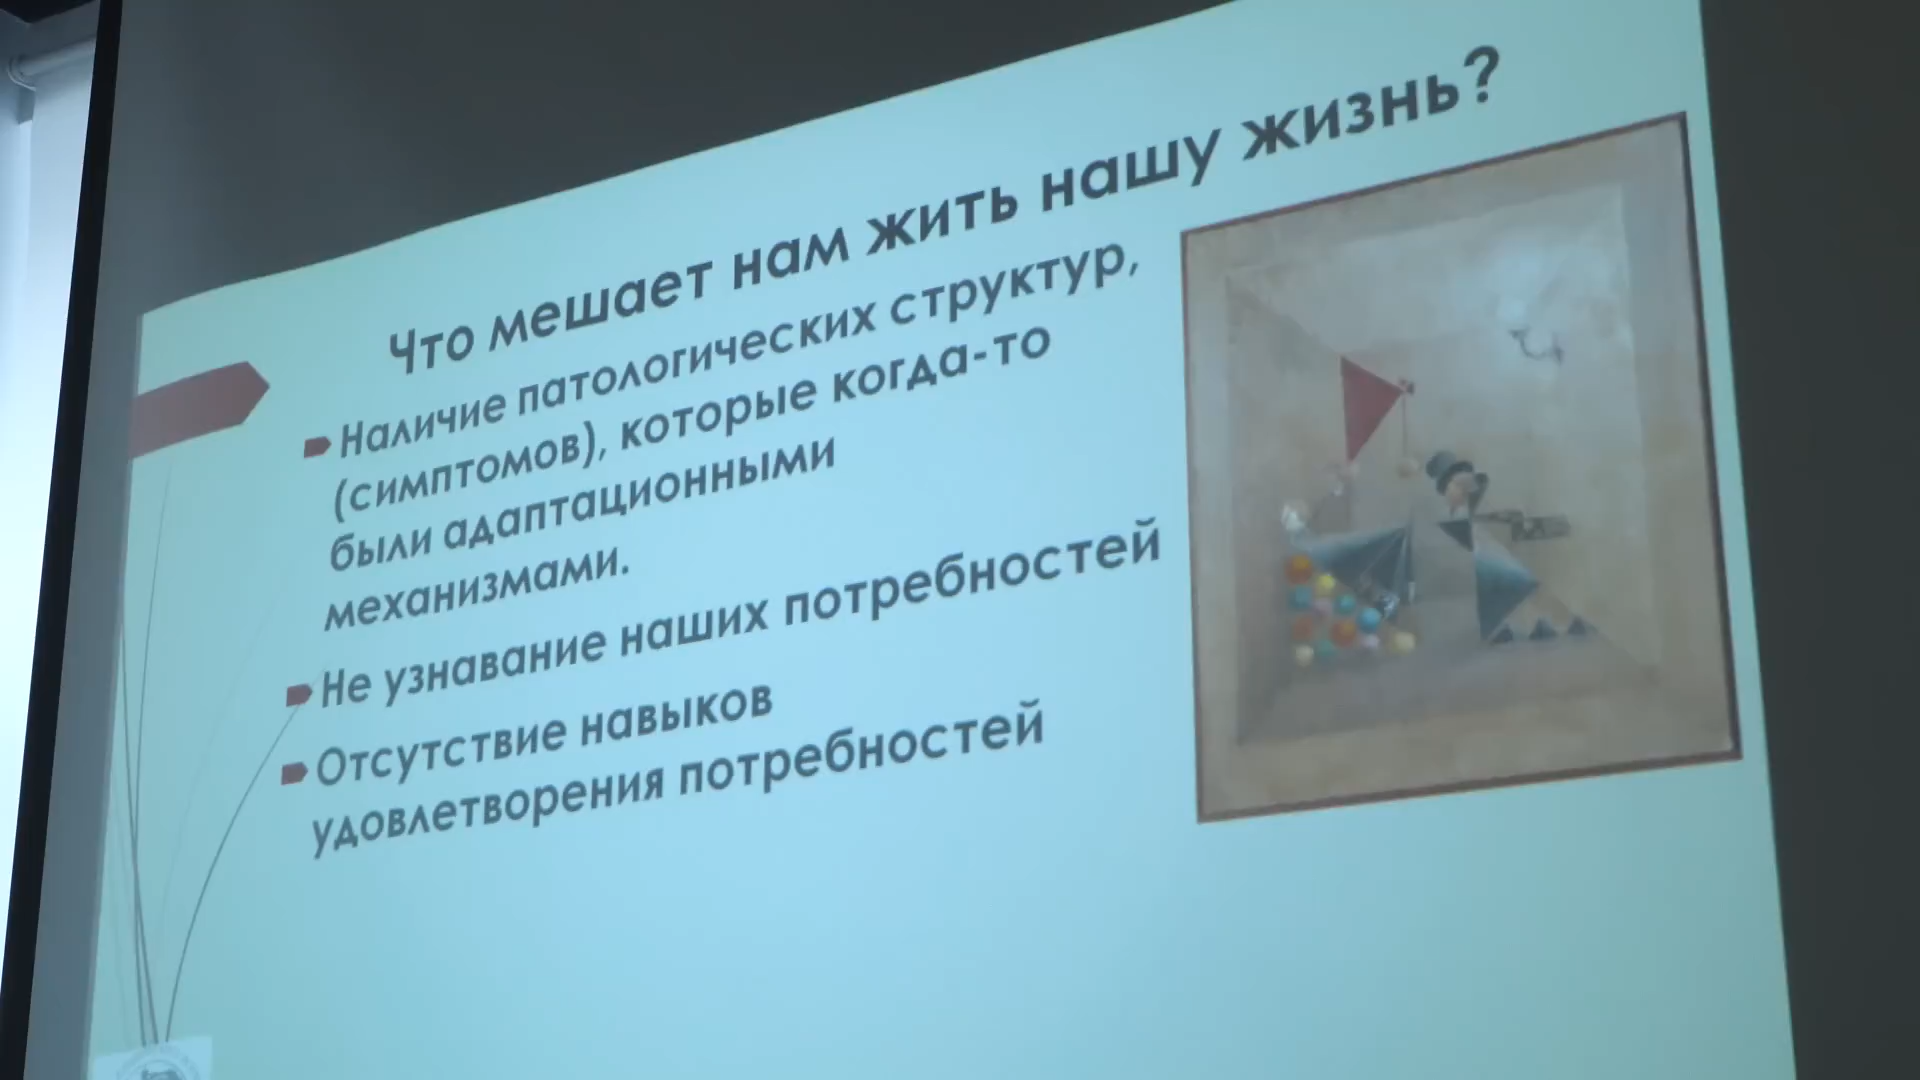 Что мешает нам жить нашу жизнь?
Наличие патологических структур,
(симптомов), которые когда-то
были адаптационными
механизмами.
Не узнавание наших потребностей
Отсутствие навыков
удовлетворения потребностей